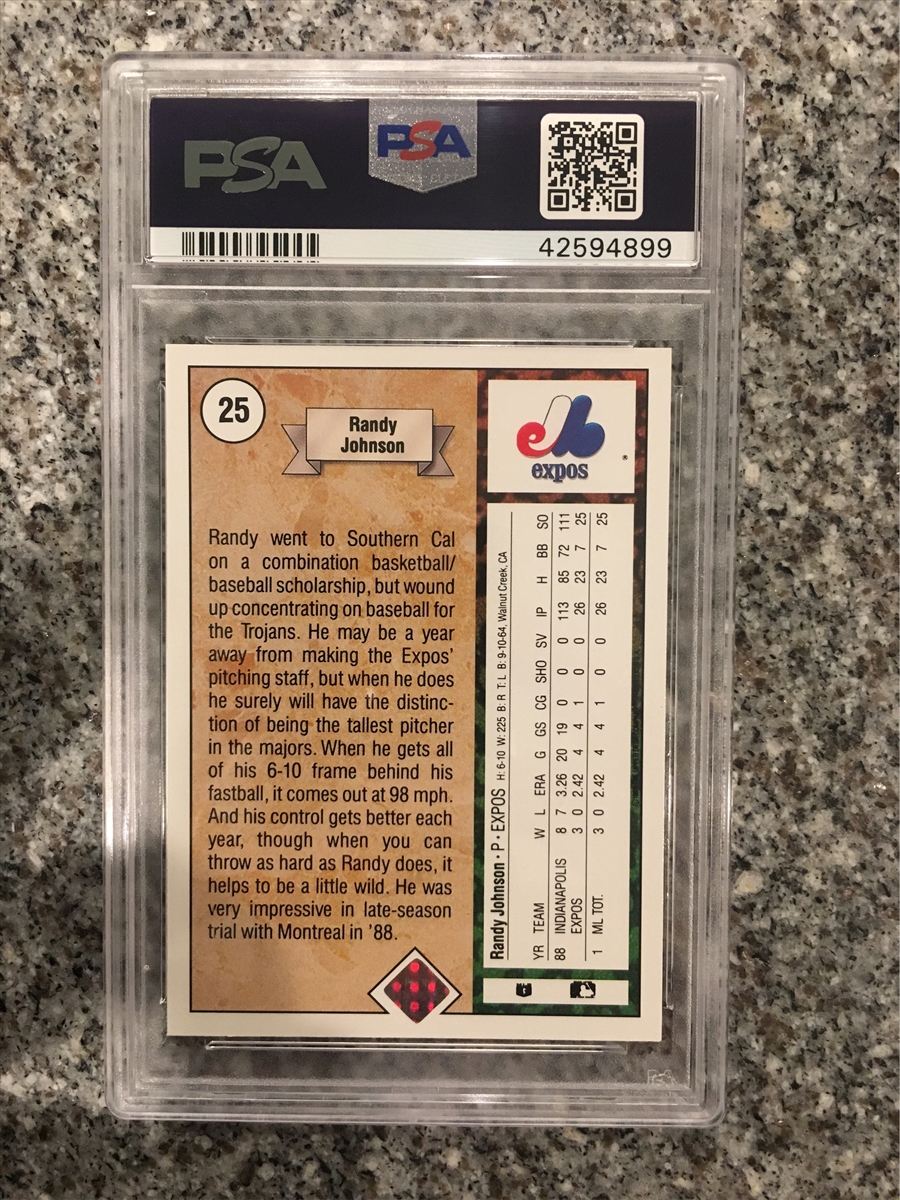 PSA
PSA
42594899
25
Randy
Johnson
expos
Randy went to Southern Cal
on a combination basketball/
baseball scholarship, but wound
up concentrating on baseball for
the Trojans. He may be a year
away from making the Expos'
pitching staff, but when he does
he surely will have the distinc-
tion of being the tallest pitcher
in the majors. When he gets all
of his 6-10 frame behind his
fastball, it comes out at 98 mph.
And his control gets better each
year, though when you can
throw as hard as Randy does, it
helps to be a little wild. He was
very impressive in late-season
trial with Montreal in '88.
Randy Johnson • P • EXPOS H: 6-10 W: 225 B: R T: L B: 9-10-64, Walnut Creek, CA
YR TEAM W L ERA G GS CG SHO SV IP H BB SO
88 INDIANAPOLIS 8 7 3.26 20 19 0 0 0 113 85 72 111
EXPOS 3 0 2.42 4 4 1 0 0 26 23 7 25
1 ML TOT. 3 0 2.42 4 4 1 0 0 26 23 7 25
PSA